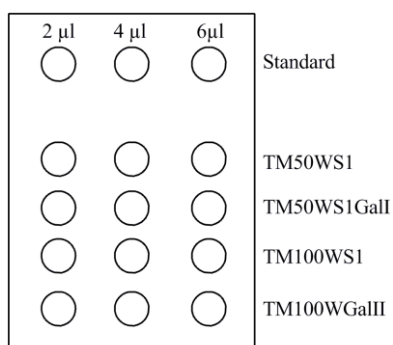 2 µl 4 µl 6µl
Standard
TM50WS1
TM50WS1GalI
TM100WS1
TM100WGalII